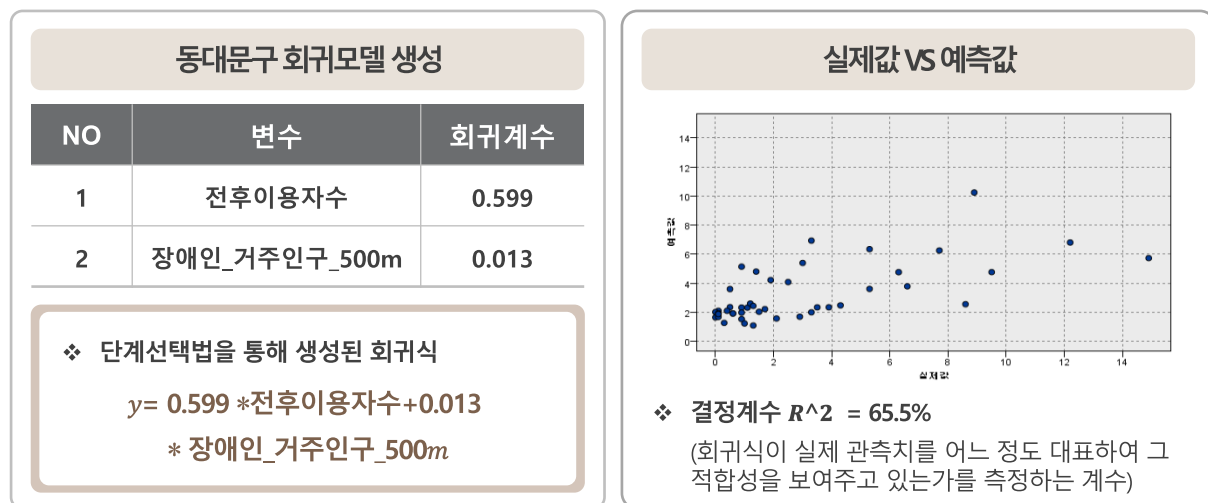 동대문구 회귀모델 생성
NO 변수 회귀계수
1 전후이용자수 0.599
2 장애인_거주인구_500m 0.013
❖ 단계선택법을 통해 생성된 회귀식
y= 0.599 *전후이용자수+0.013
* 장애인_거주인구_500m
실제값 VS 예측값
예측값
14
12
10
8
6
4
2
0
0 2 4 6 8 10 12 14
실제값
❖ 결정계수 R^2 = 65.5%
(회귀식이 실제 관측치를 어느 정도 대표하여 그
적합성을 보여주고 있는가를 측정하는 계수)